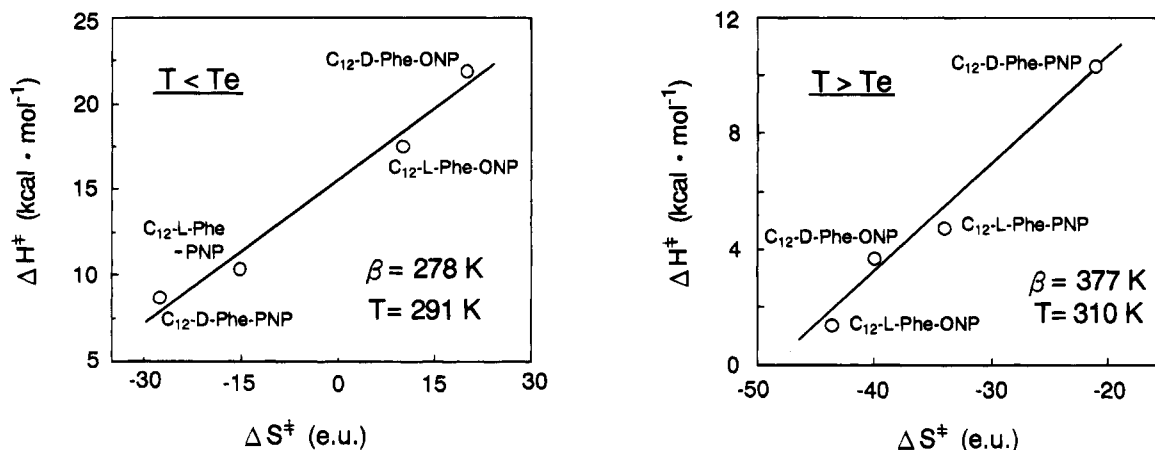 ΔH‡ (kcal • mol⁻¹)
25
20
15
10
5
T < Te
C₁₂-D-Phe-ONP
C₁₂-L-Phe-ONP
C₁₂-L-Phe
-PNP
C₁₂-D-Phe-PNP
β = 278 K
T= 291 K
-30 -15 0 15 30
ΔS‡ (e.u.)
ΔH‡ (kcal • mol⁻¹)
12
8
4
0
T > Te
C₁₂-D-Phe-PNP
C₁₂-D-Phe-ONP
C₁₂-L-Phe-PNP
C₁₂-L-Phe-ONP
β = 377 K
T= 310 K
-50 -40 -30 -20
ΔS‡ (e.u.)